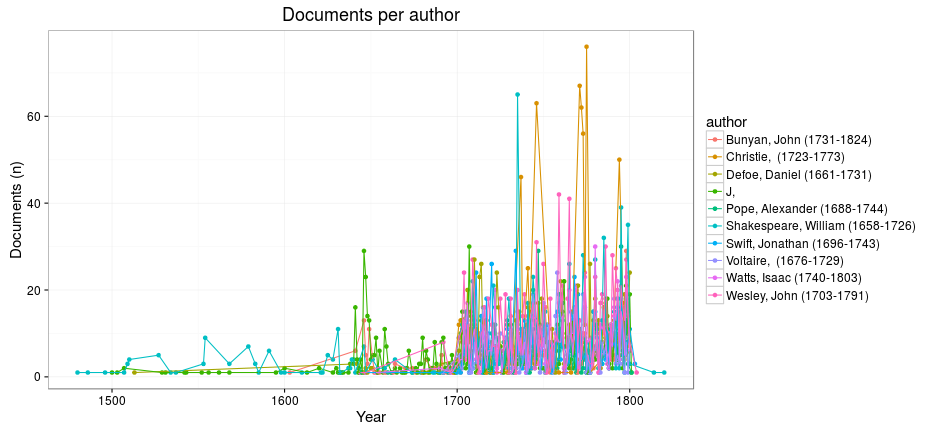 Documents per author
Documents (n)
60
40
20
0
1500
1600
1700
1800
Year
author
Bunyan, John (1731-1824)
Christie,  (1723-1773)
Defoe, Daniel (1661-1731)
J,
Pope, Alexander (1688-1744)
Shakespeare, William (1658-1726)
Swift, Jonathan (1696-1743)
Voltaire,  (1676-1729)
Watts, Isaac (1740-1803)
Wesley, John (1703-1791)